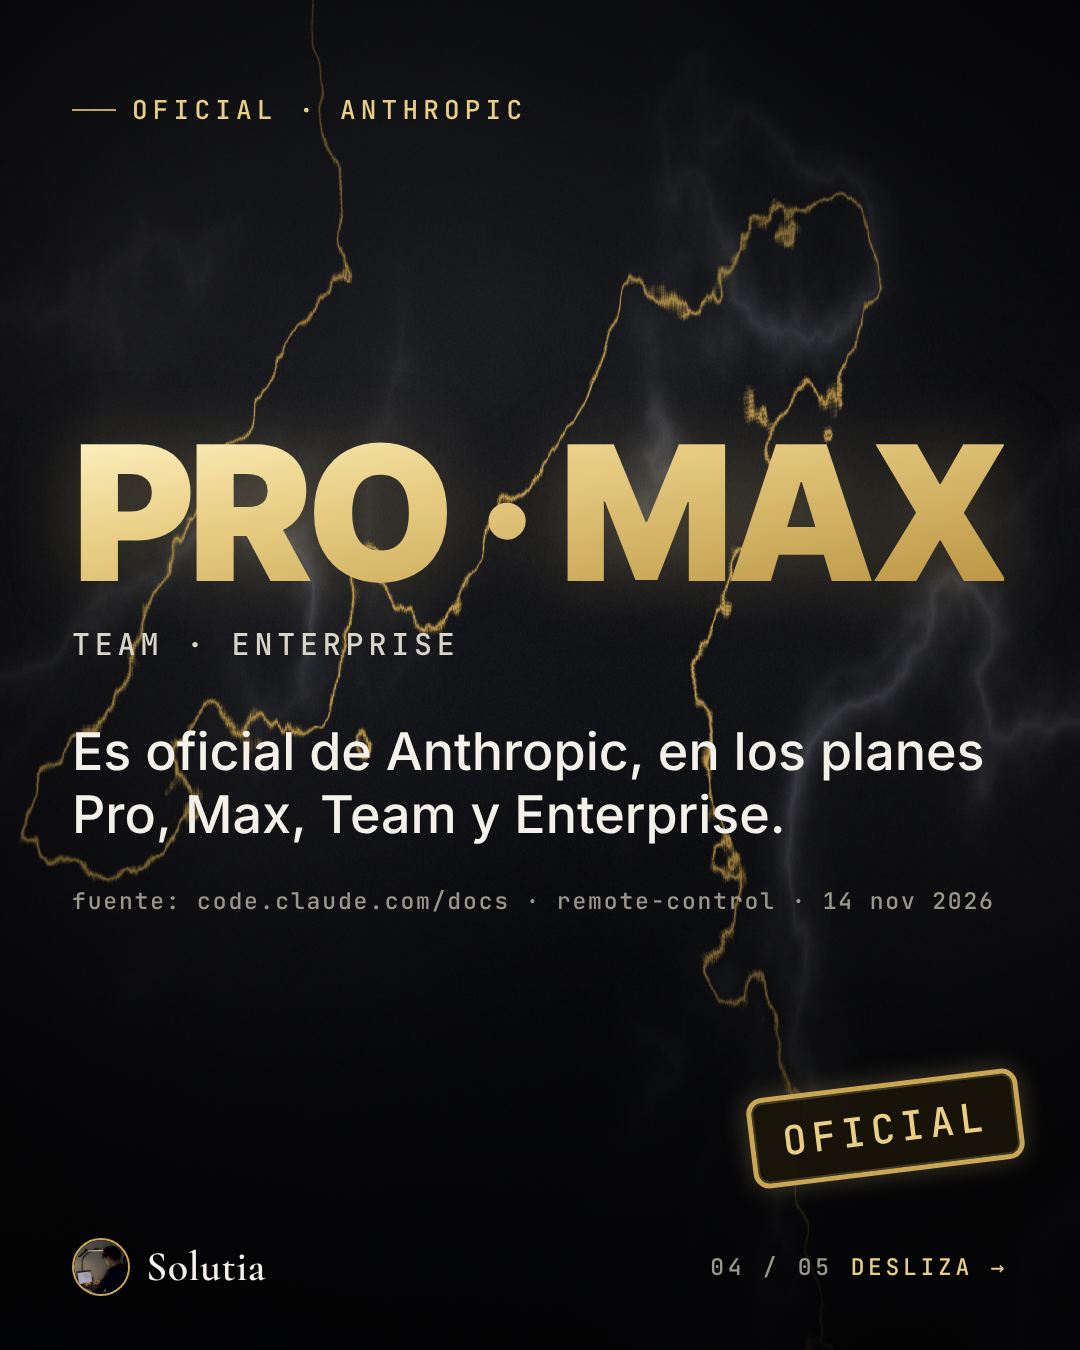 OFICIAL · ANTHROPIC
PRO·MAX
TEAM · ENTERPRISE
Es oficial de Anthropic, en los planes
Pro, Max, Team y Enterprise.
fuente: code.claude.com/docs · remote-control · 14 nov 2026
OFICIAL
Solutia
04 / 05 DESLIZA →